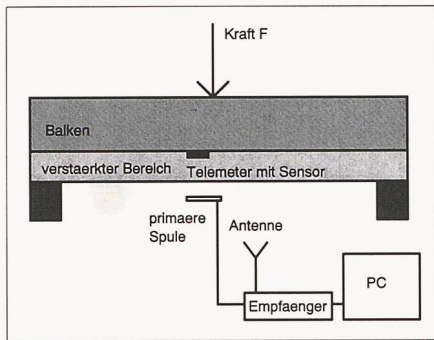 Kraft F
Balken
verstaerkter Bereich
Telemeter mit Sensor
primaere
Spule
Antenne
PC
Empfaenger